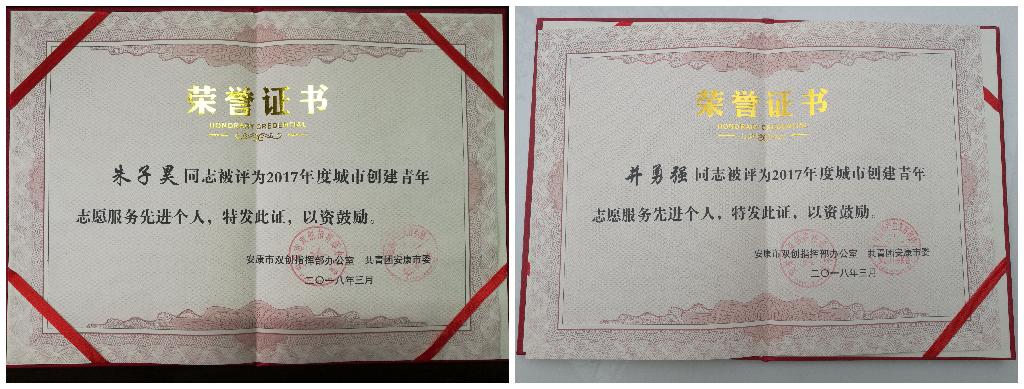 荣誉证书
HONORARY CREDENTIAL
朱子昊同志被评为2017年度城市创建青年
志愿服务先进个人，特发此证，以资鼓励。
安康市双创指挥部办公室 共青团安康市委
二〇一八年三月
荣誉证书
HONORARY CREDENTIAL
井勇强同志被评为2017年度城市创建青年
志愿服务先进个人，特发此证，以资鼓励。
安康市双创指挥部办公室 共青团安康市委
二〇一八年三月